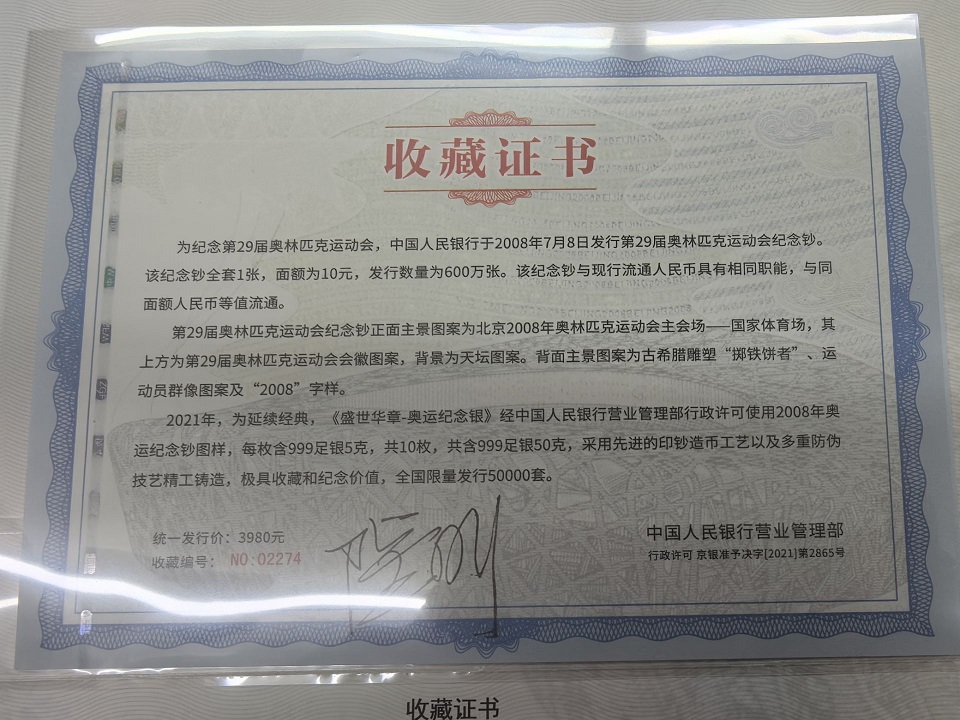 收藏证书
为纪念第29届奥林匹克运动会，中国人民银行于2008年7月8日发行第29届奥林匹克运动会纪念钞。
该纪念钞全套1张，面额为10元，发行数量为600万张。该纪念钞与现行流通人民币具有相同职能，与同
面额人民币等值流通。
第29届奥林匹克运动会纪念钞正面主景图案为北京2008年奥林匹克运动会主会场——国家体育场，其
上方为第29届奥林匹克运动会会徽图案，背景为天坛图案。背面主景图案为古希腊雕塑“掷铁饼者”、运
动员群像图案及“2008”字样。
2021年，为延续经典，《盛世华章-奥运纪念银》经中国人民银行营业管理部行政许可使用2008年奥
运纪念钞图样，每枚含999足银5克，共10枚，共含999足银50克，采用先进的印钞造币工艺以及多重防伪
技艺精工铸造，极具收藏和纪念价值，全国限量发行50000套。
统一发行价：3980元
收藏编号： NO:02274
中国人民银行营业管理部
行政许可 京银准予决字[2021]第2865号
收藏证书